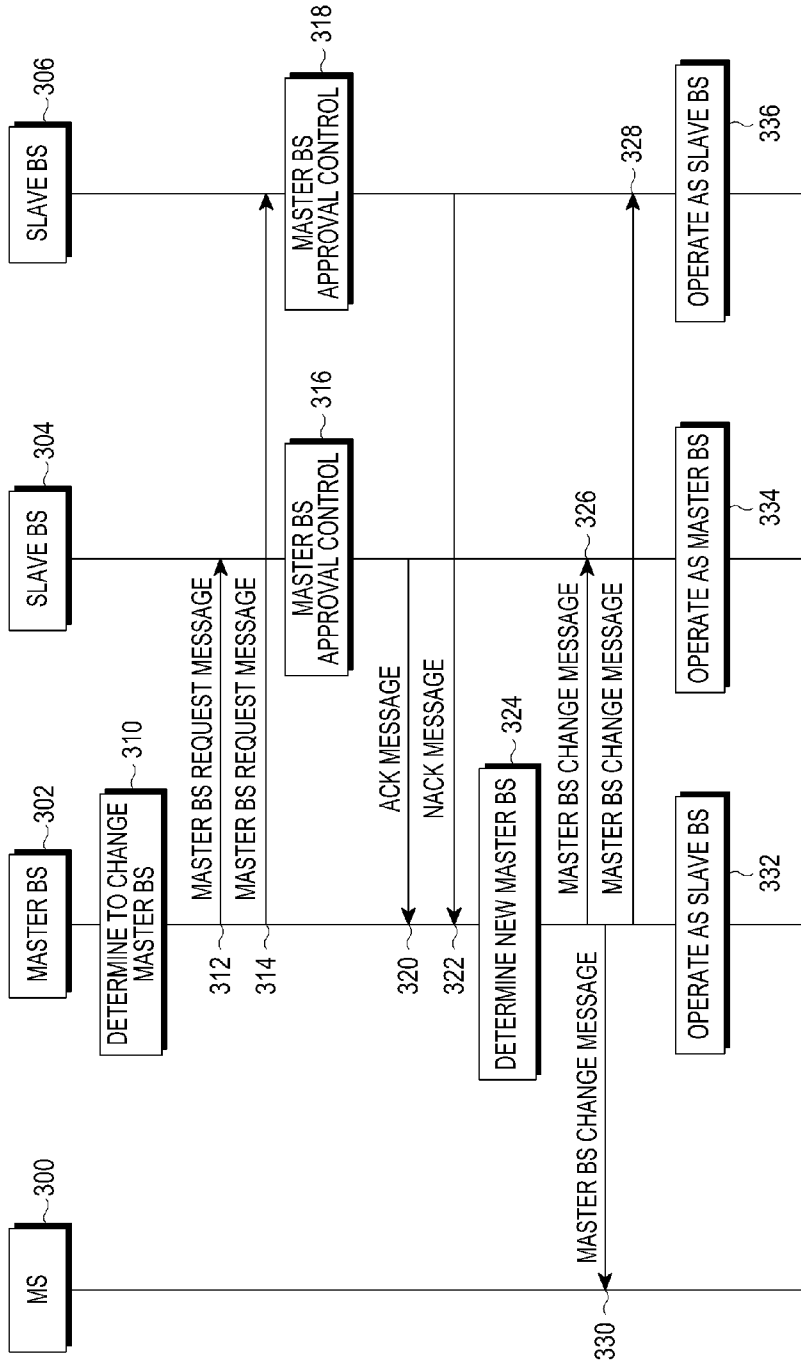 MS
300
MASTER BS
302
SLAVE BS
304
SLAVE BS
306
DETERMINE TO CHANGE
MASTER BS
310
MASTER BS REQUEST MESSAGE
312
MASTER BS REQUEST MESSAGE
314
MASTER BS
APPROVAL CONTROL
316
MASTER BS
APPROVAL CONTROL
318
ACK MESSAGE
320
NACK MESSAGE
322
DETERMINE NEW MASTER BS
324
MASTER BS CHANGE MESSAGE
326
MASTER BS CHANGE MESSAGE
328
MASTER BS CHANGE MESSAGE
330
OPERATE AS SLAVE BS
332
OPERATE AS MASTER BS
334
OPERATE AS SLAVE BS
336